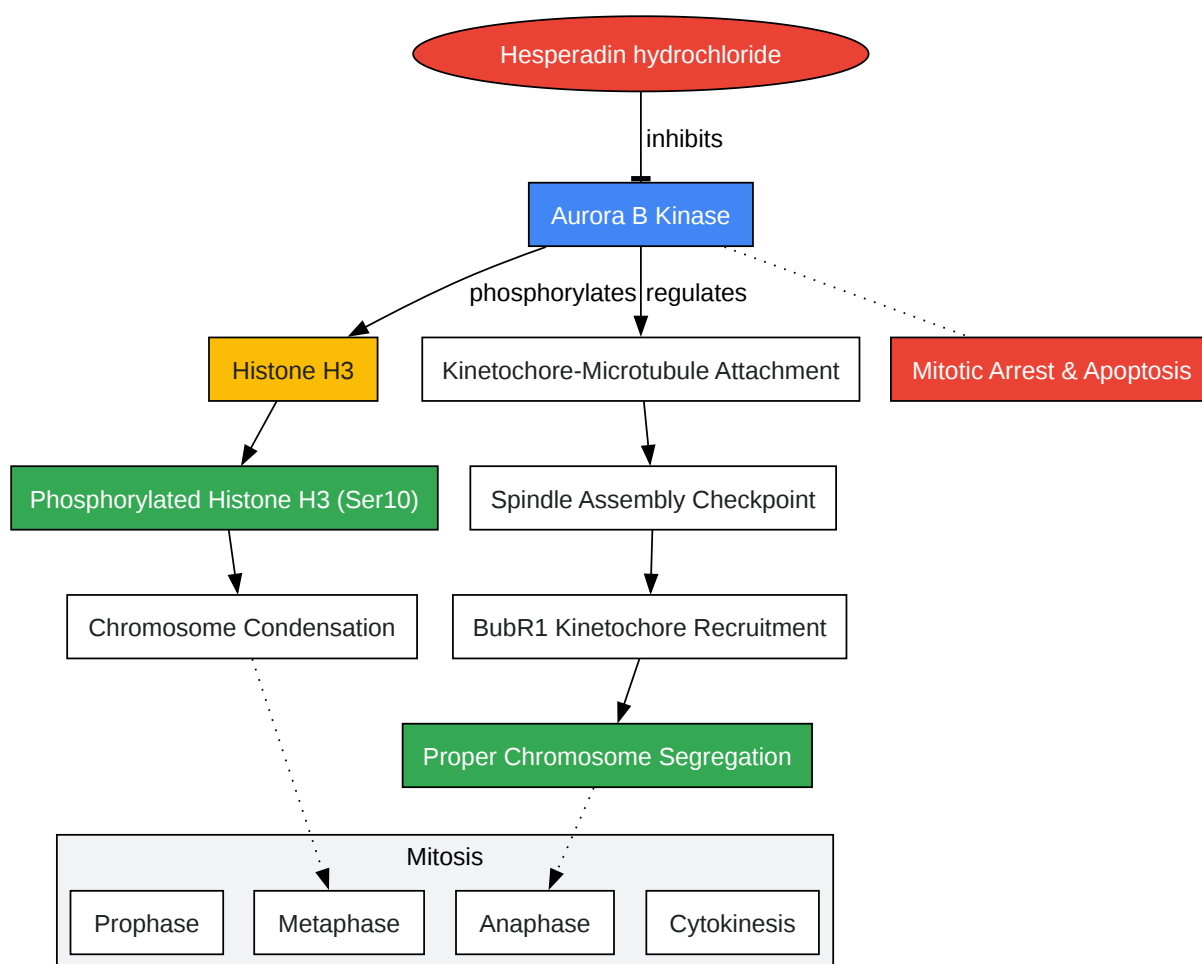 Hesperadin hydrochloride
inhibits
Aurora B Kinase
phosphorylates
regulates
Histone H3
Kinetochore-Microtubule Attachment
Mitotic Arrest & Apoptosis
Phosphorylated Histone H3 (Ser10)
Spindle Assembly Checkpoint
Chromosome Condensation
BubR1 Kinetochore Recruitment
Proper Chromosome Segregation
Mitosis
Prophase
Metaphase
Anaphase
Cytokinesis